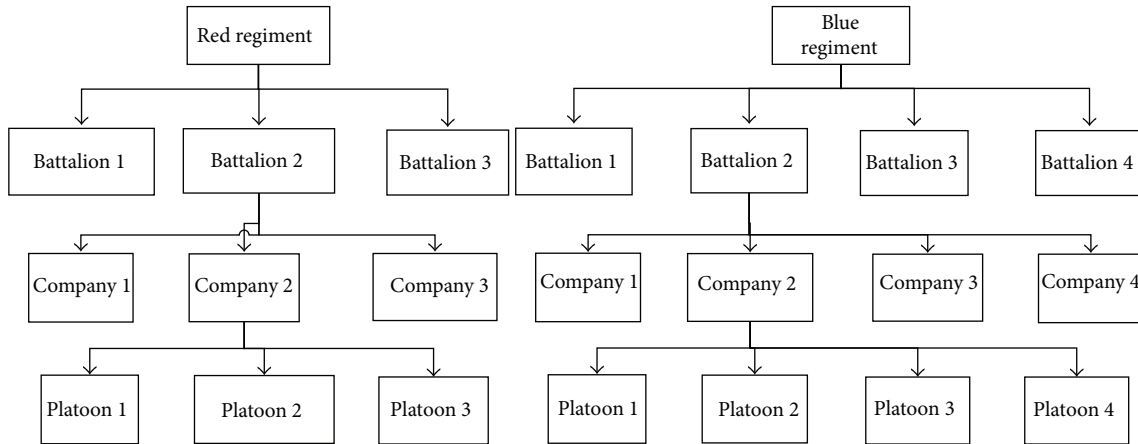 Red regiment
Battalion 1
Battalion 2
Battalion 3
Company 1
Company 2
Company 3
Platoon 1
Platoon 2
Platoon 3
Blue
regiment
Battalion 1
Battalion 2
Battalion 3
Battalion 4
Company 1
Company 2
Company 3
Company 4
Platoon 1
Platoon 2
Platoon 3
Platoon 4